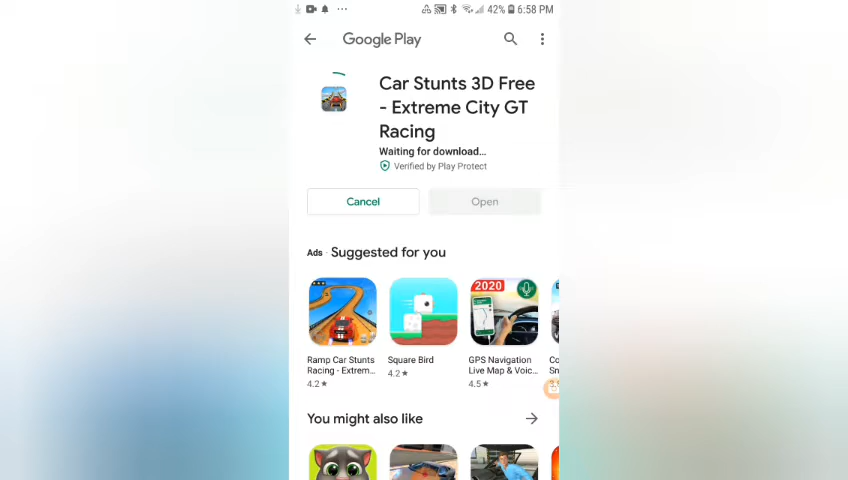 42% 6:58 PM
Google Play
Car Stunts 3D Free
- Extreme City GT
Racing
Waiting for download...
Verified by Play Protect
Cancel
Open
Ads · Suggested for you
2020
Ramp Car Stunts
Racing - Extrem...
4.2★
Square Bird
4.2★
GPS Navigation
Live Map & Voic...
4.5★
Co
Sn
You might also like